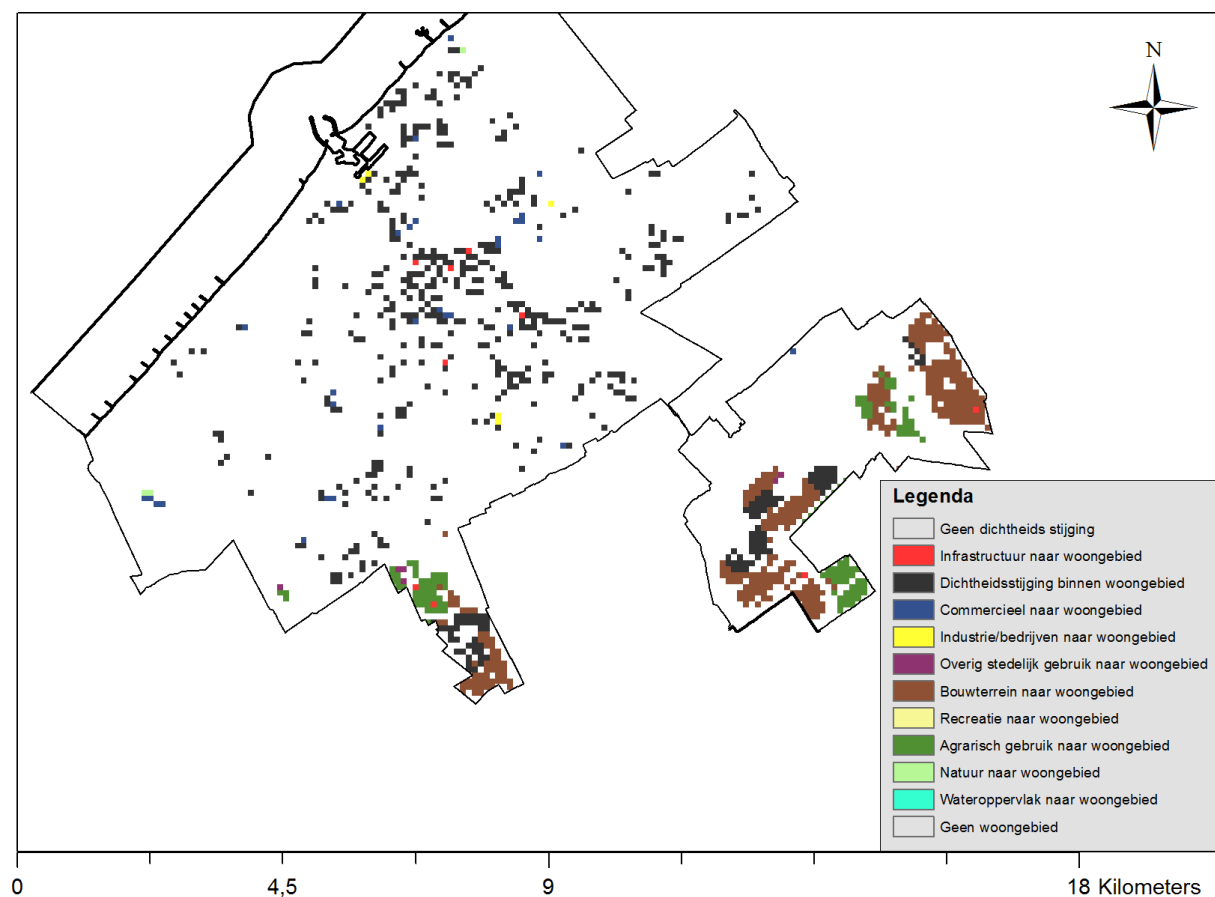 N
Legenda
Geen dichtheids stijging
Infrastructuur naar woongebied
Dichtheidsstijging binnen woongebied
Commercieel naar woongebied
Industrie/bedrijven naar woongebied
Overig stedelijk gebruik naar woongebied
Bouwterrein naar woongebied
Recreatie naar woongebied
Agrarisch gebruik naar woongebied
Natuur naar woongebied
Wateroppervlak naar woongebied
Geen woongebied
0 4,5 9 18 Kilometers